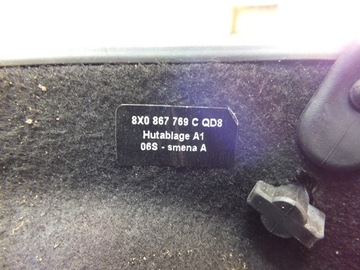 8X0 867 769 C QD8
Hutablage A1
06S - smena A